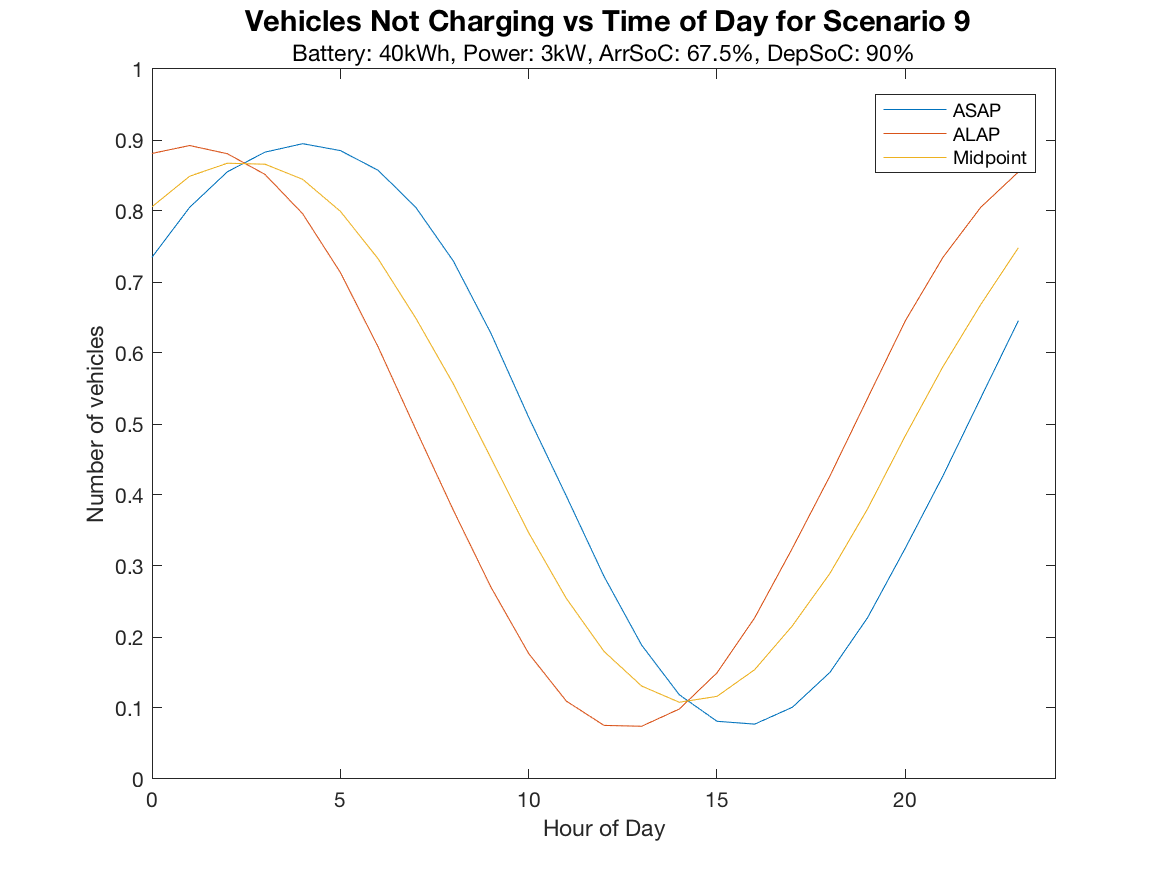 Vehicles Not Charging vs Time of Day for Scenario 9
Battery: 40kWh, Power: 3kW, ArrSoC: 67.5%, DepSoC: 90%
1
0.9
0.8
0.7
0.6
0.5
0.4
0.3
0.2
0.1
0
Number of vehicles
ASAP
ALAP
Midpoint
0 5 10 15 20
Hour of Day